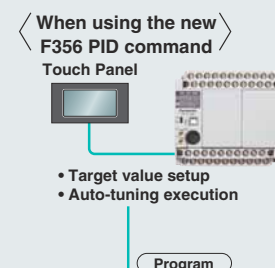 When using the new
F356 PID command
Touch Panel
• Target value setup
• Auto-tuning execution
Program